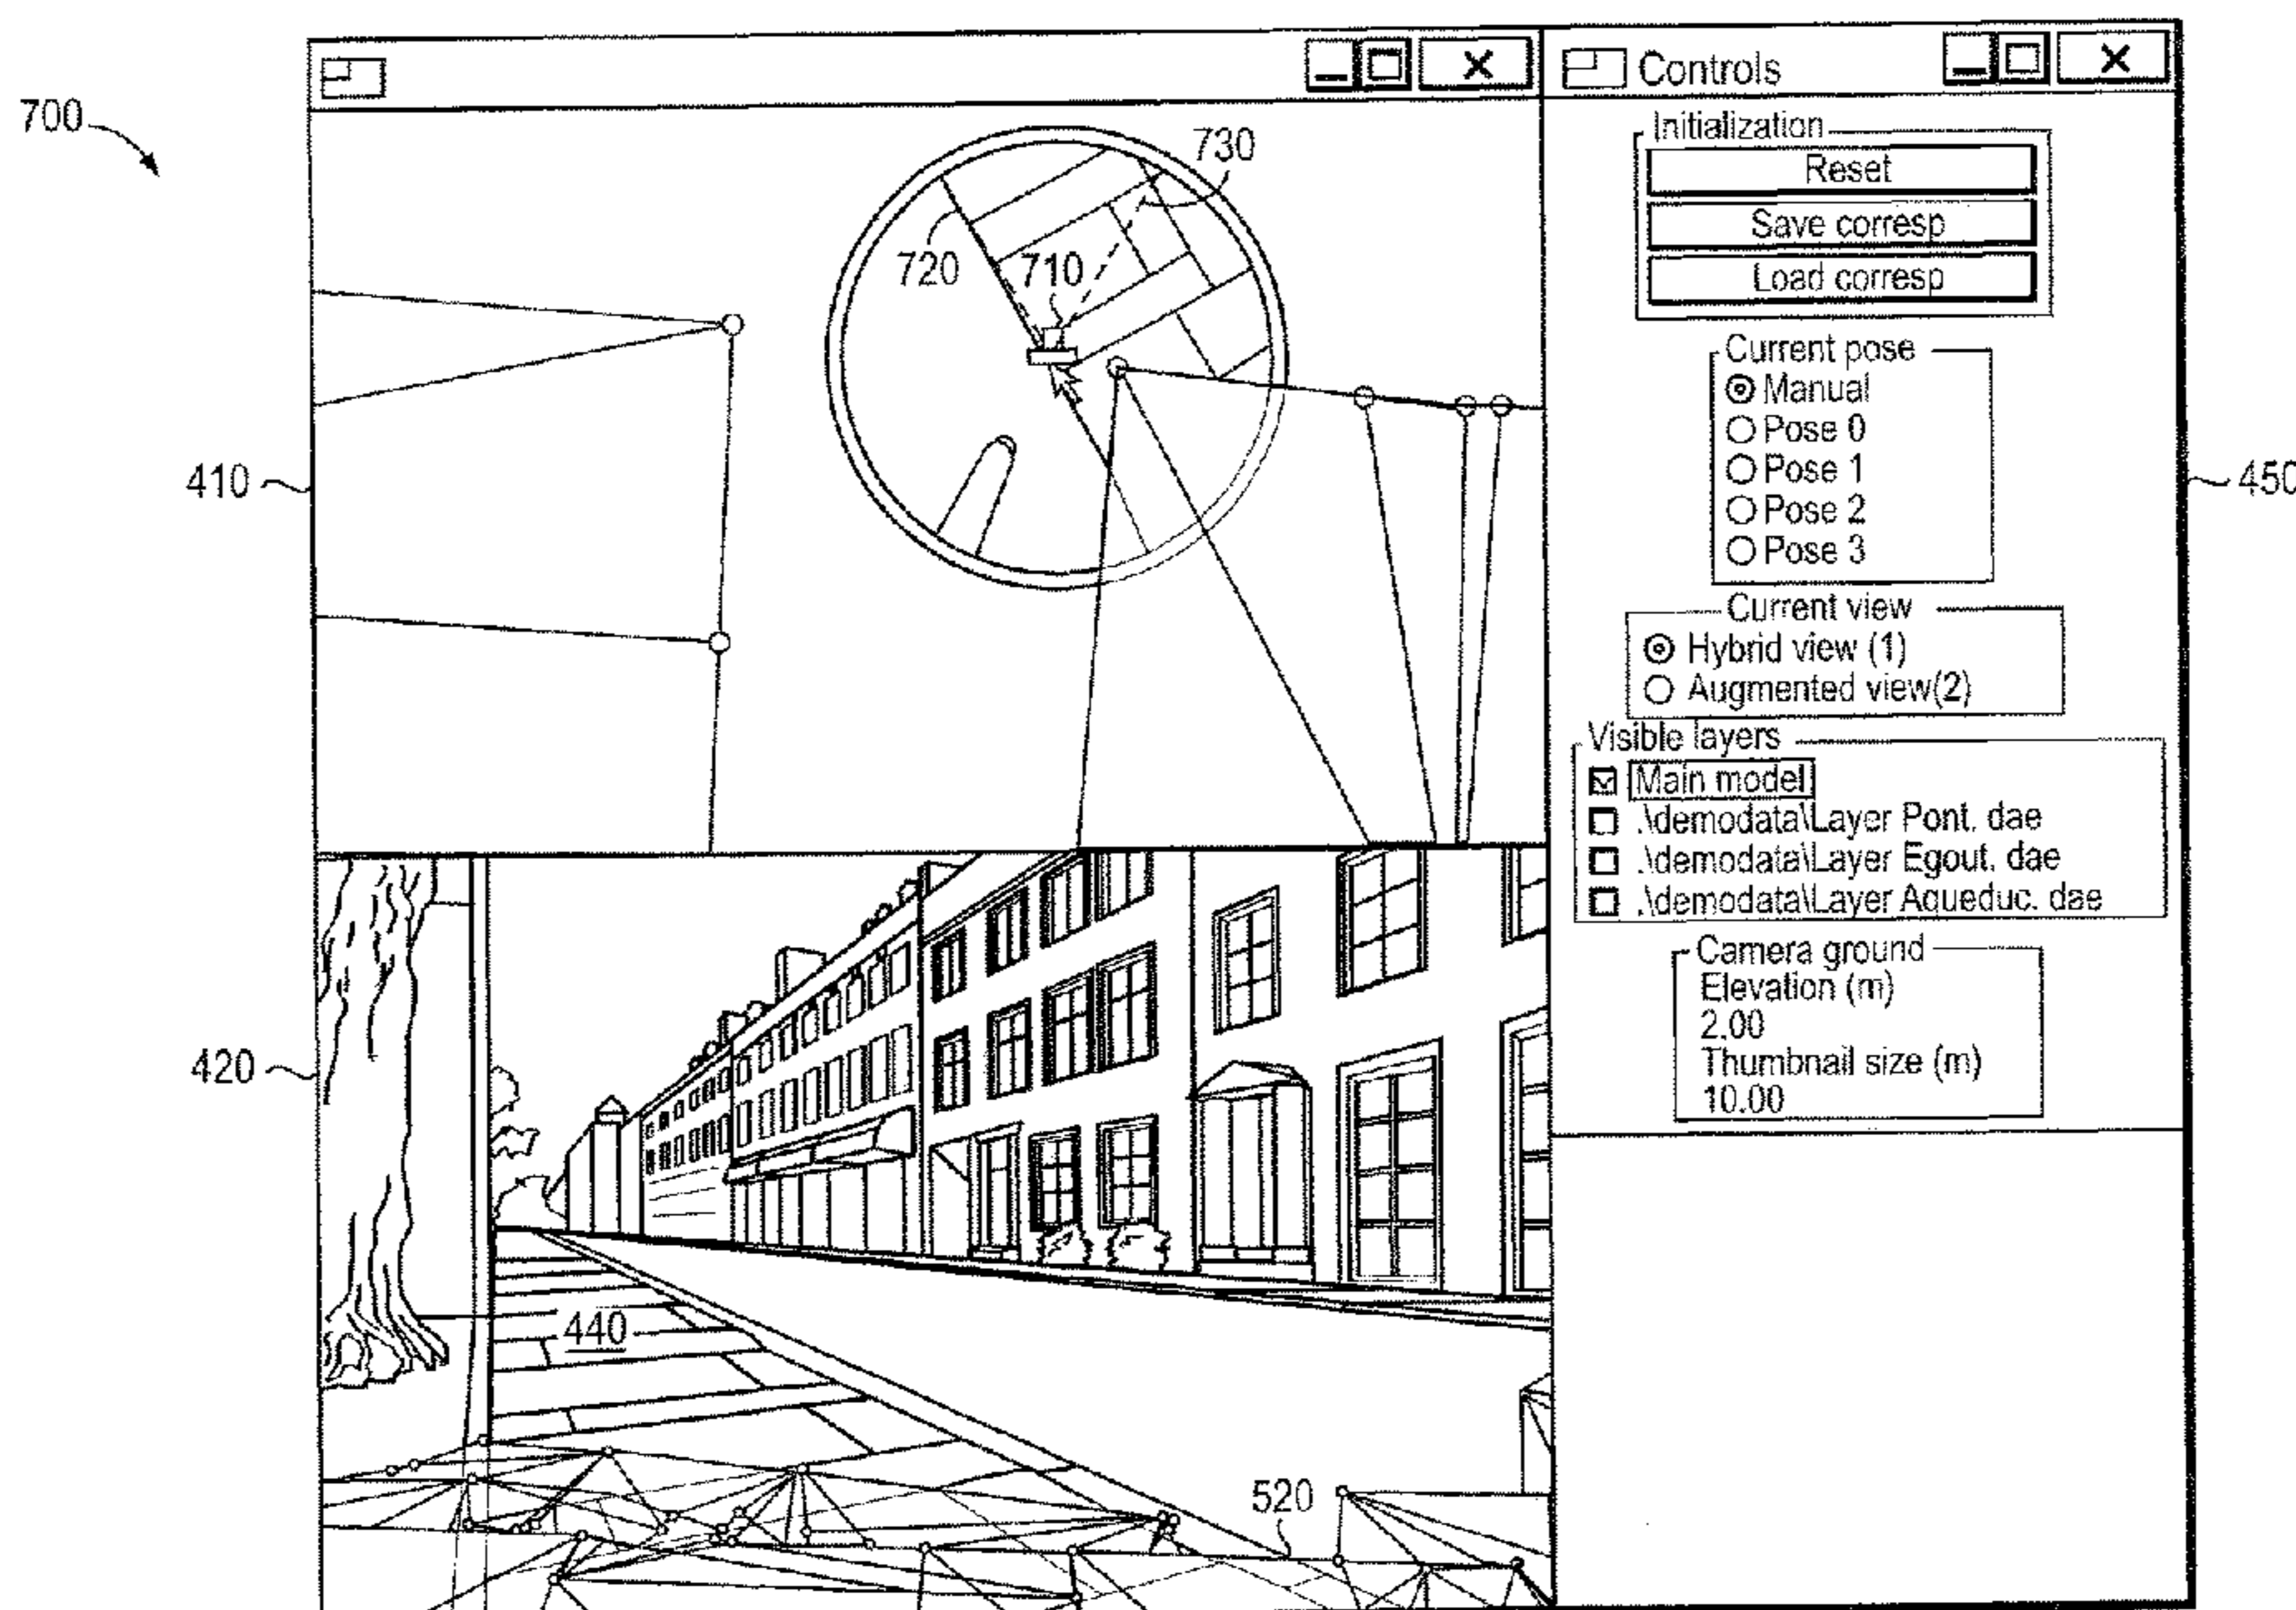 700
730
720
710
410
420
440
520
450
Controls
Initialization
Reset
Save corresp
Load corresp
Current pose
Manual
Pose 0
Pose 1
Pose 2
Pose 3
Current view
Hybrid view (1)
Augmented view(2)
Visible layers
Main model
.\demodata\Layer Pont. dae
.\demodata\Layer Egout. dae
.\demodata\Layer Aqueduc. dae
Camera ground
Elevation (m)
2,00
Thumbnail size (m)
10.00